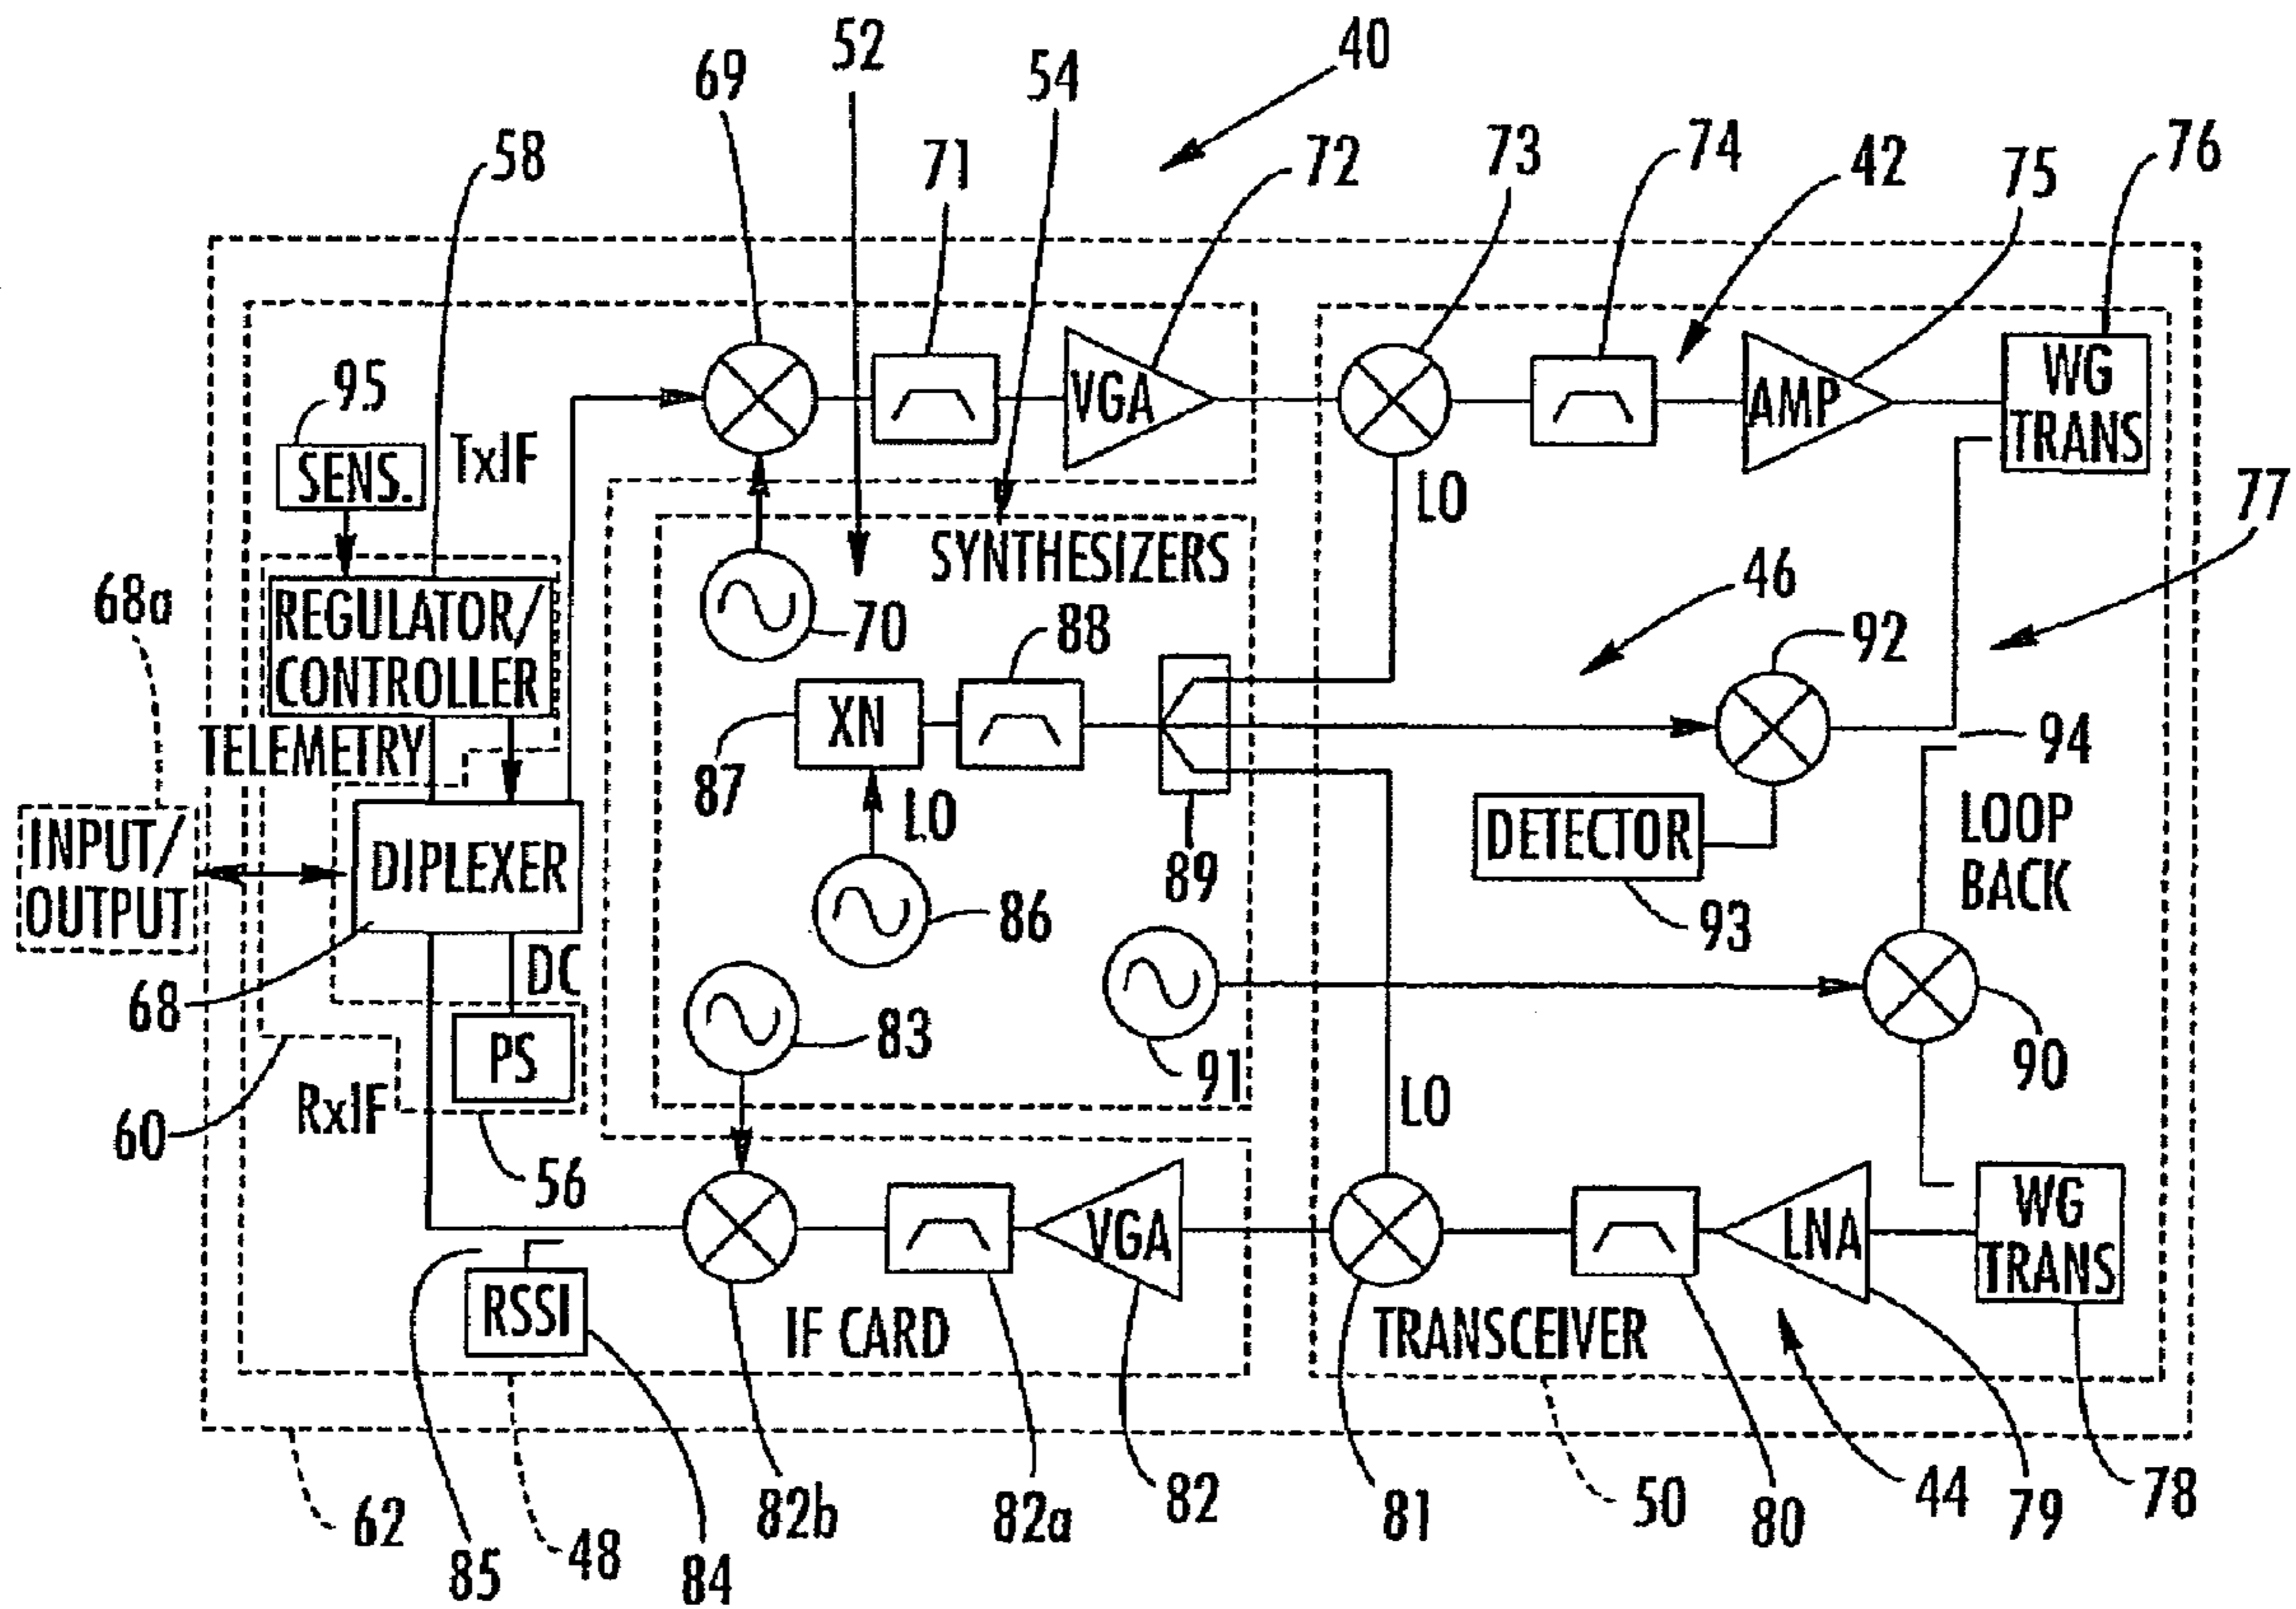 52
40
69
54
58
71
72
73
74
42
75
76
WG
TRANS
VGA
AMP
95
SENS.
TxIF
LO
77
SYNTHESIZERS
68a
REGULATOR/
CONTROLLER
70
88
46
92
TELEMETRY
XN
87
LO
94
INPUT/
OUTPUT
DIPLEXER
89
DETECTOR
93
LOOP
BACK
86
68
DC
83
91
90
PS
60
RxIF
56
LO
VGA
LNA
WG
TRANS
RSSI
IF CARD
TRANSCEIVER
62
85
48
84
82b
82a
82
81
50
80
44
79
78